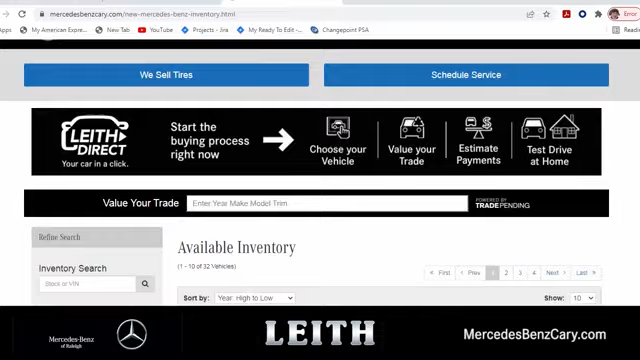 mercedesbenzcary.com/new-mercedes-benz-inventory.html
Error
Apps
My American Expre...
New Tab
YouTube
Projects - Jira
My Ready To Edit -...
Changepoint PSA
We Sell Tires
Schedule Service
LEITH
DIRECT
Your car in a click.
Start the
buying process
right now
Choose your
Vehicle
Value your
Trade
Estimate
Payments
Test Drive
at Home
Value Your Trade
Enter Year Make Model Trim
POWERED BY
TRADEPENDING
Refine Search
Available Inventory
(1 - 10 of 32 Vehicles)
Inventory Search
Stock or VIN
First
Prev
1
2
3
4
Next
Last
Sort by:
Year: High to Low
Show:
10
Mercedes-Benz
of Raleigh
LEITH
MercedesBenzCary.com